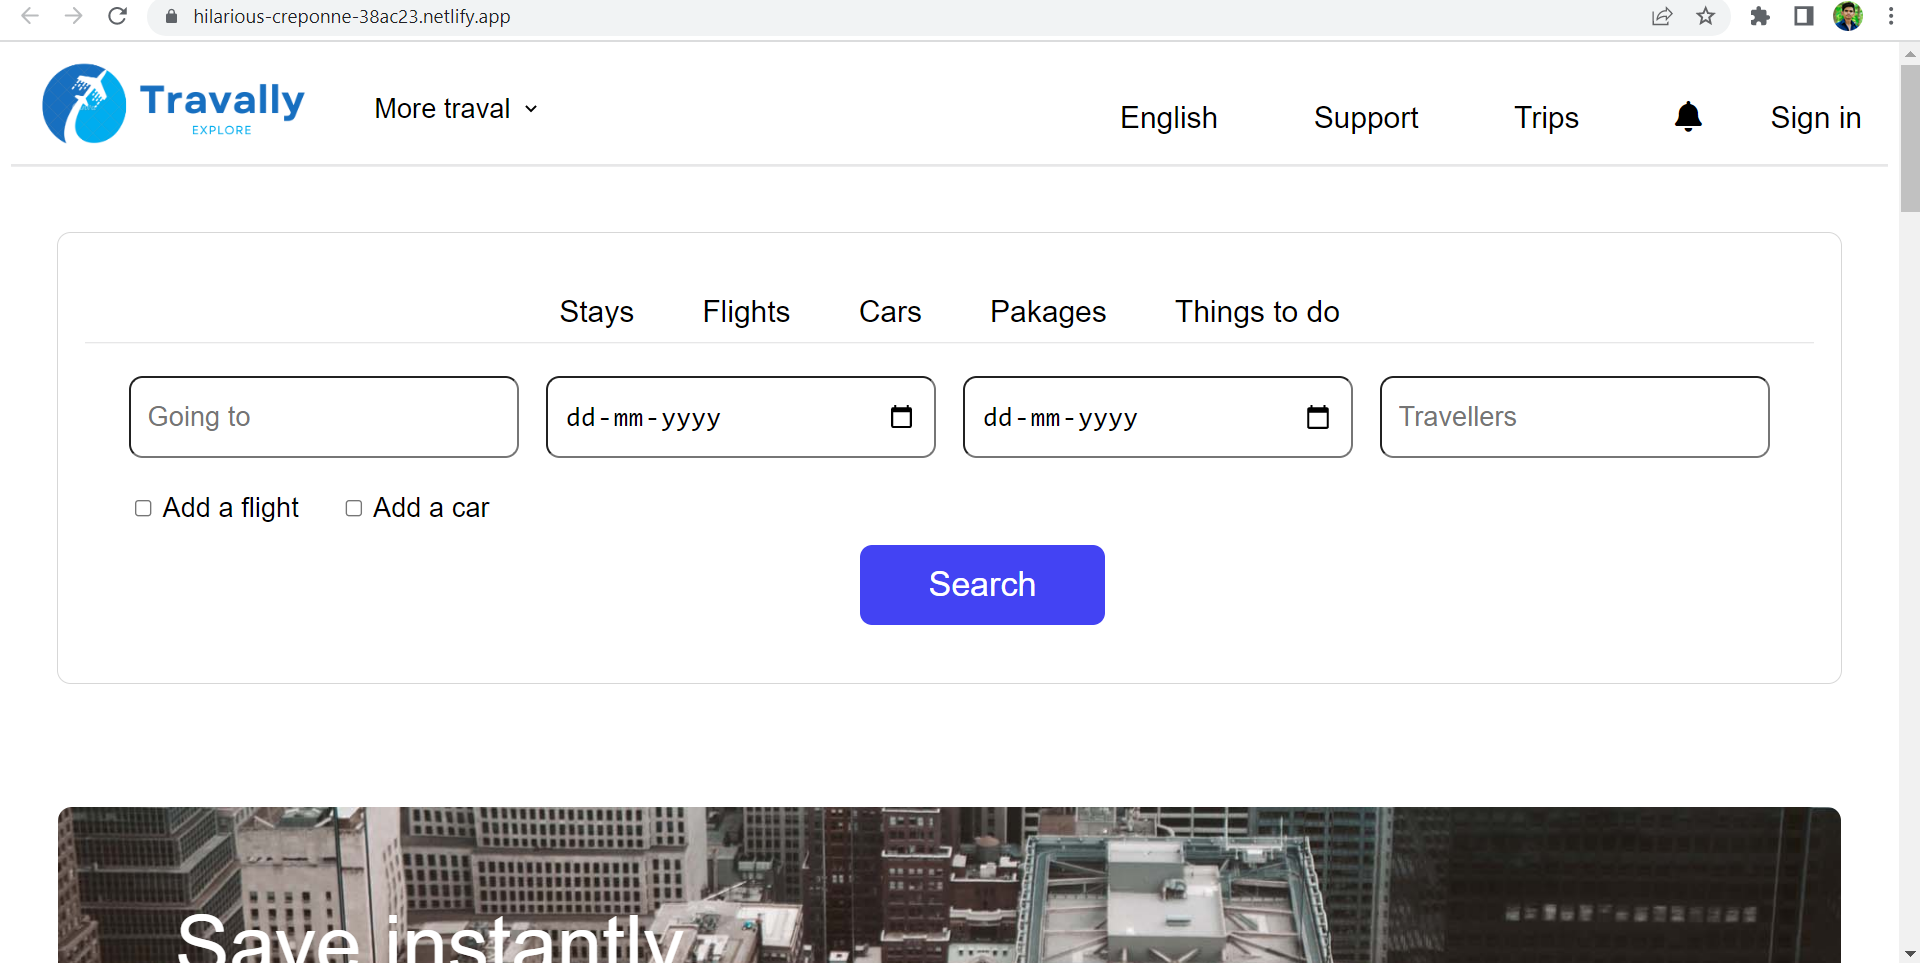 hilarious-creponne-38ac23.netlify.app
Travally
EXPLORE
More traval
English Support Trips Sign in
Stays Flights Cars Pakages Things to do
Going to dd-mm-yyyy dd-mm-yyyy Travellers
Add a flight Add a car
Search
Save instantly